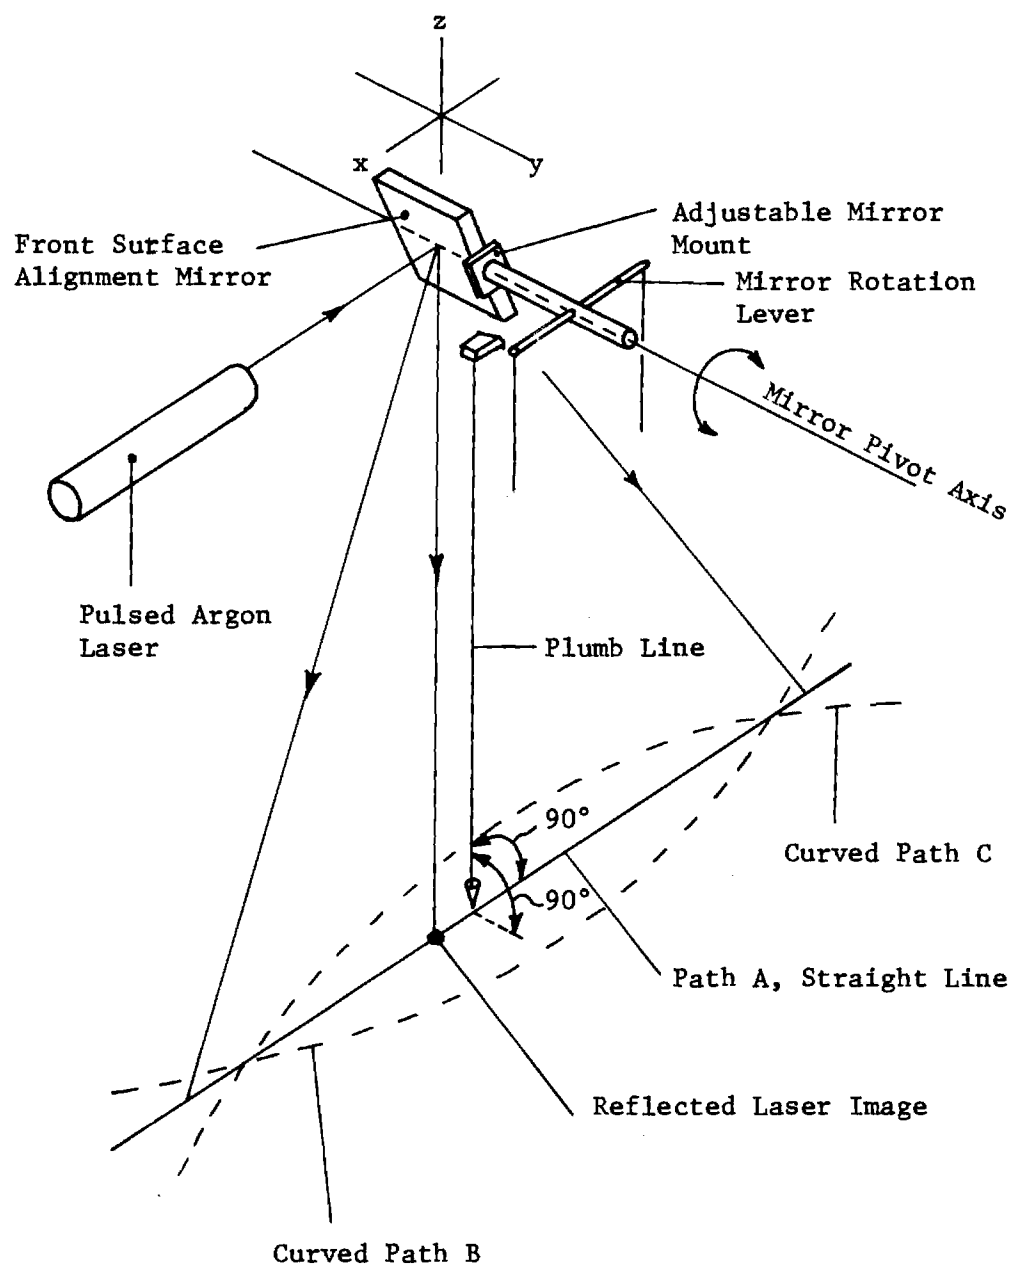 z
x
y
Adjustable Mirror
Mount
Front Surface
Alignment Mirror
Mirror Rotation
Lever
Mirror Pivot Axis
Pulsed Argon
Laser
Plumb Line
90°
Curved Path C
90°
Path A, Straight Line
Reflected Laser Image
Curved Path B